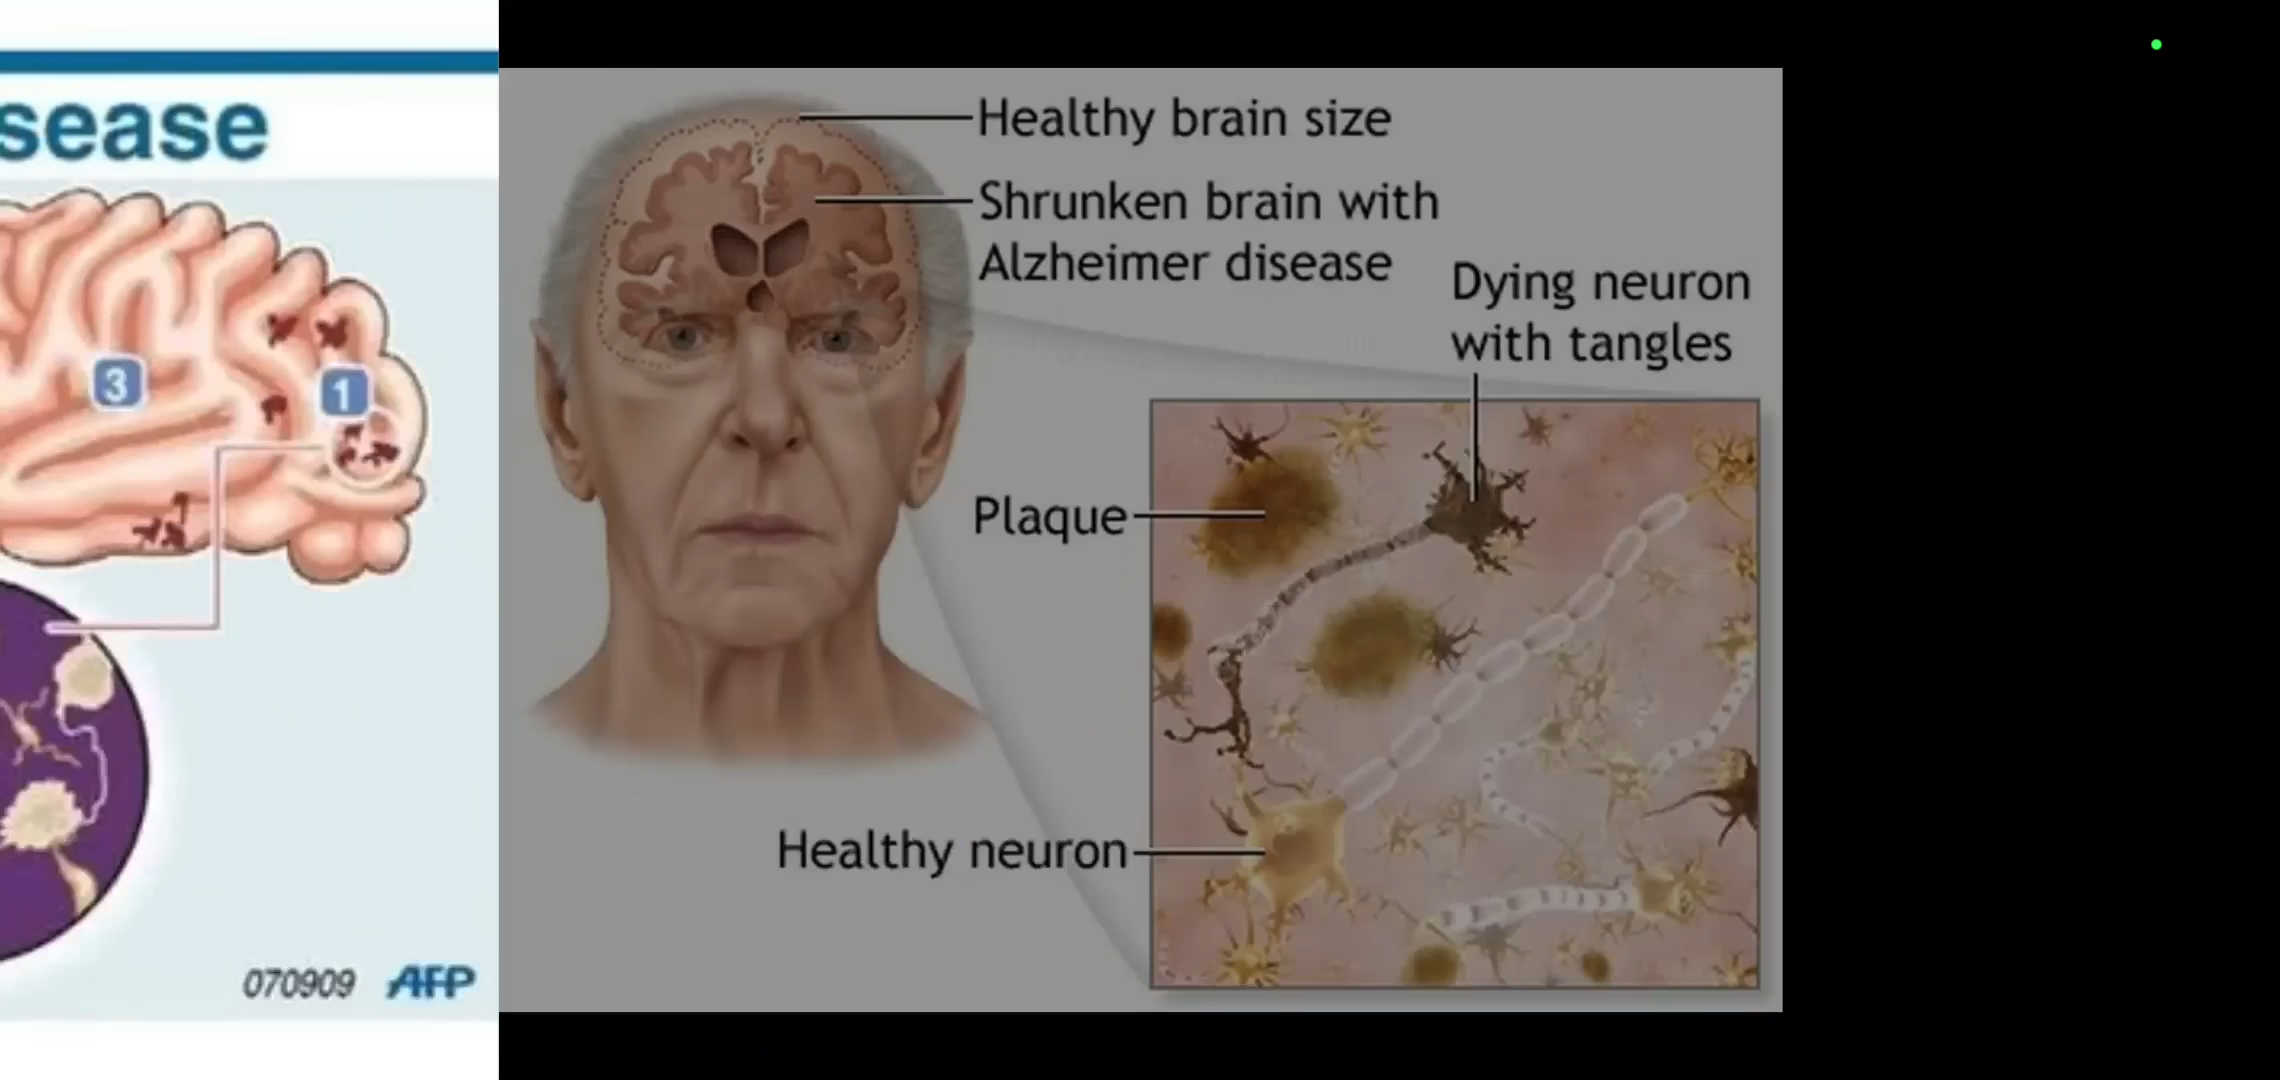 sease
3
1
070909 AFP
Healthy brain size
Shrunken brain with
Alzheimer disease
Dying neuron
with tangles
Plaque
Healthy neuron